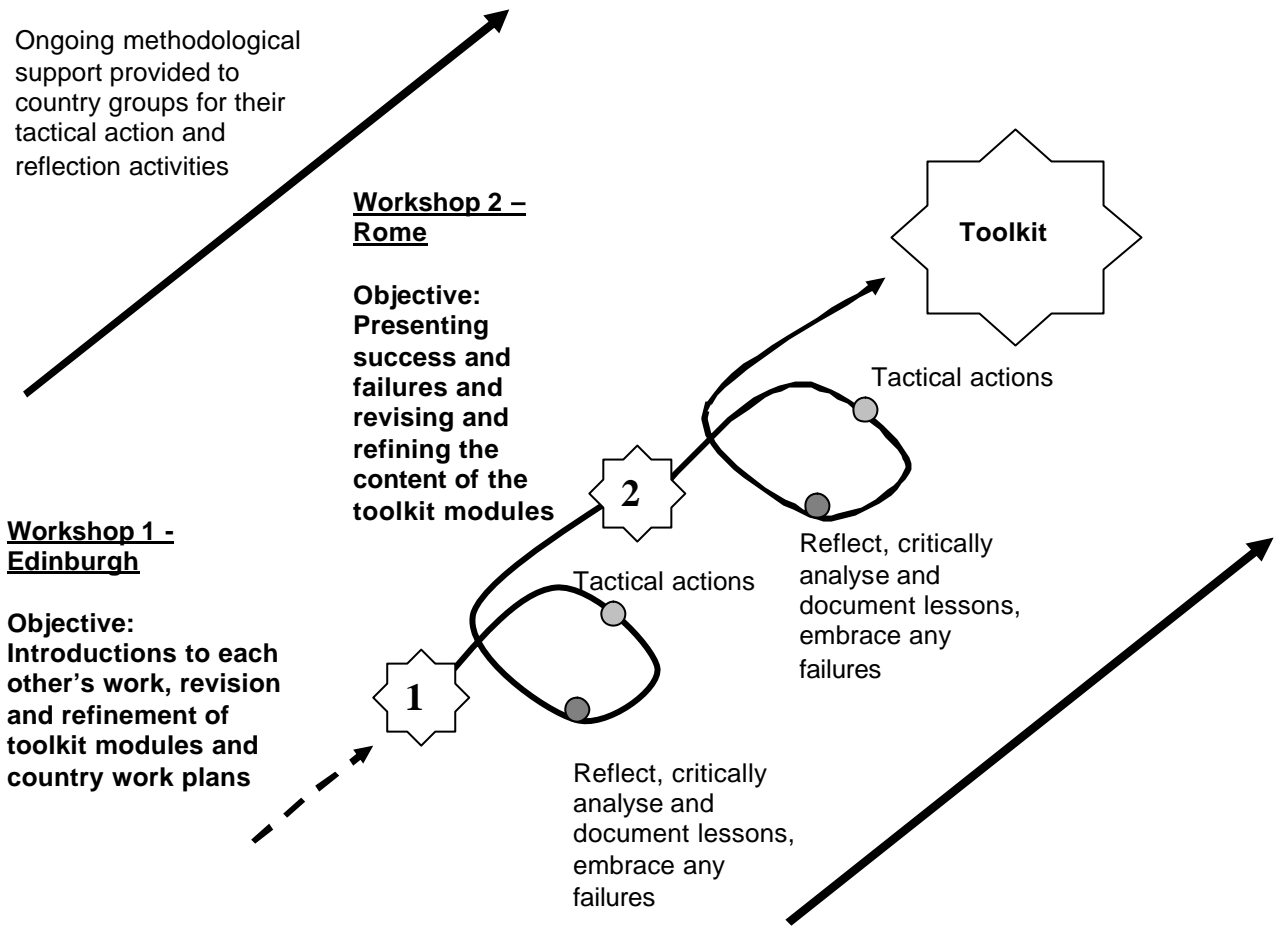 Ongoing methodological
support provided to
country groups for their
tactical action and
reflection activities
Workshop 2 –
Rome
Objective:
Presenting
success and
failures and
revising and
refining the
content of the
toolkit modules
Toolkit
Tactical actions
2
Reflect, critically
analyse and
document lessons,
embrace any
failures
Workshop 1 -
Edinburgh
Objective:
Introductions to each
other’s work, revision
and refinement of
toolkit modules and
country work plans
Tactical actions
1
Reflect, critically
analyse and
document lessons,
embrace any
failures